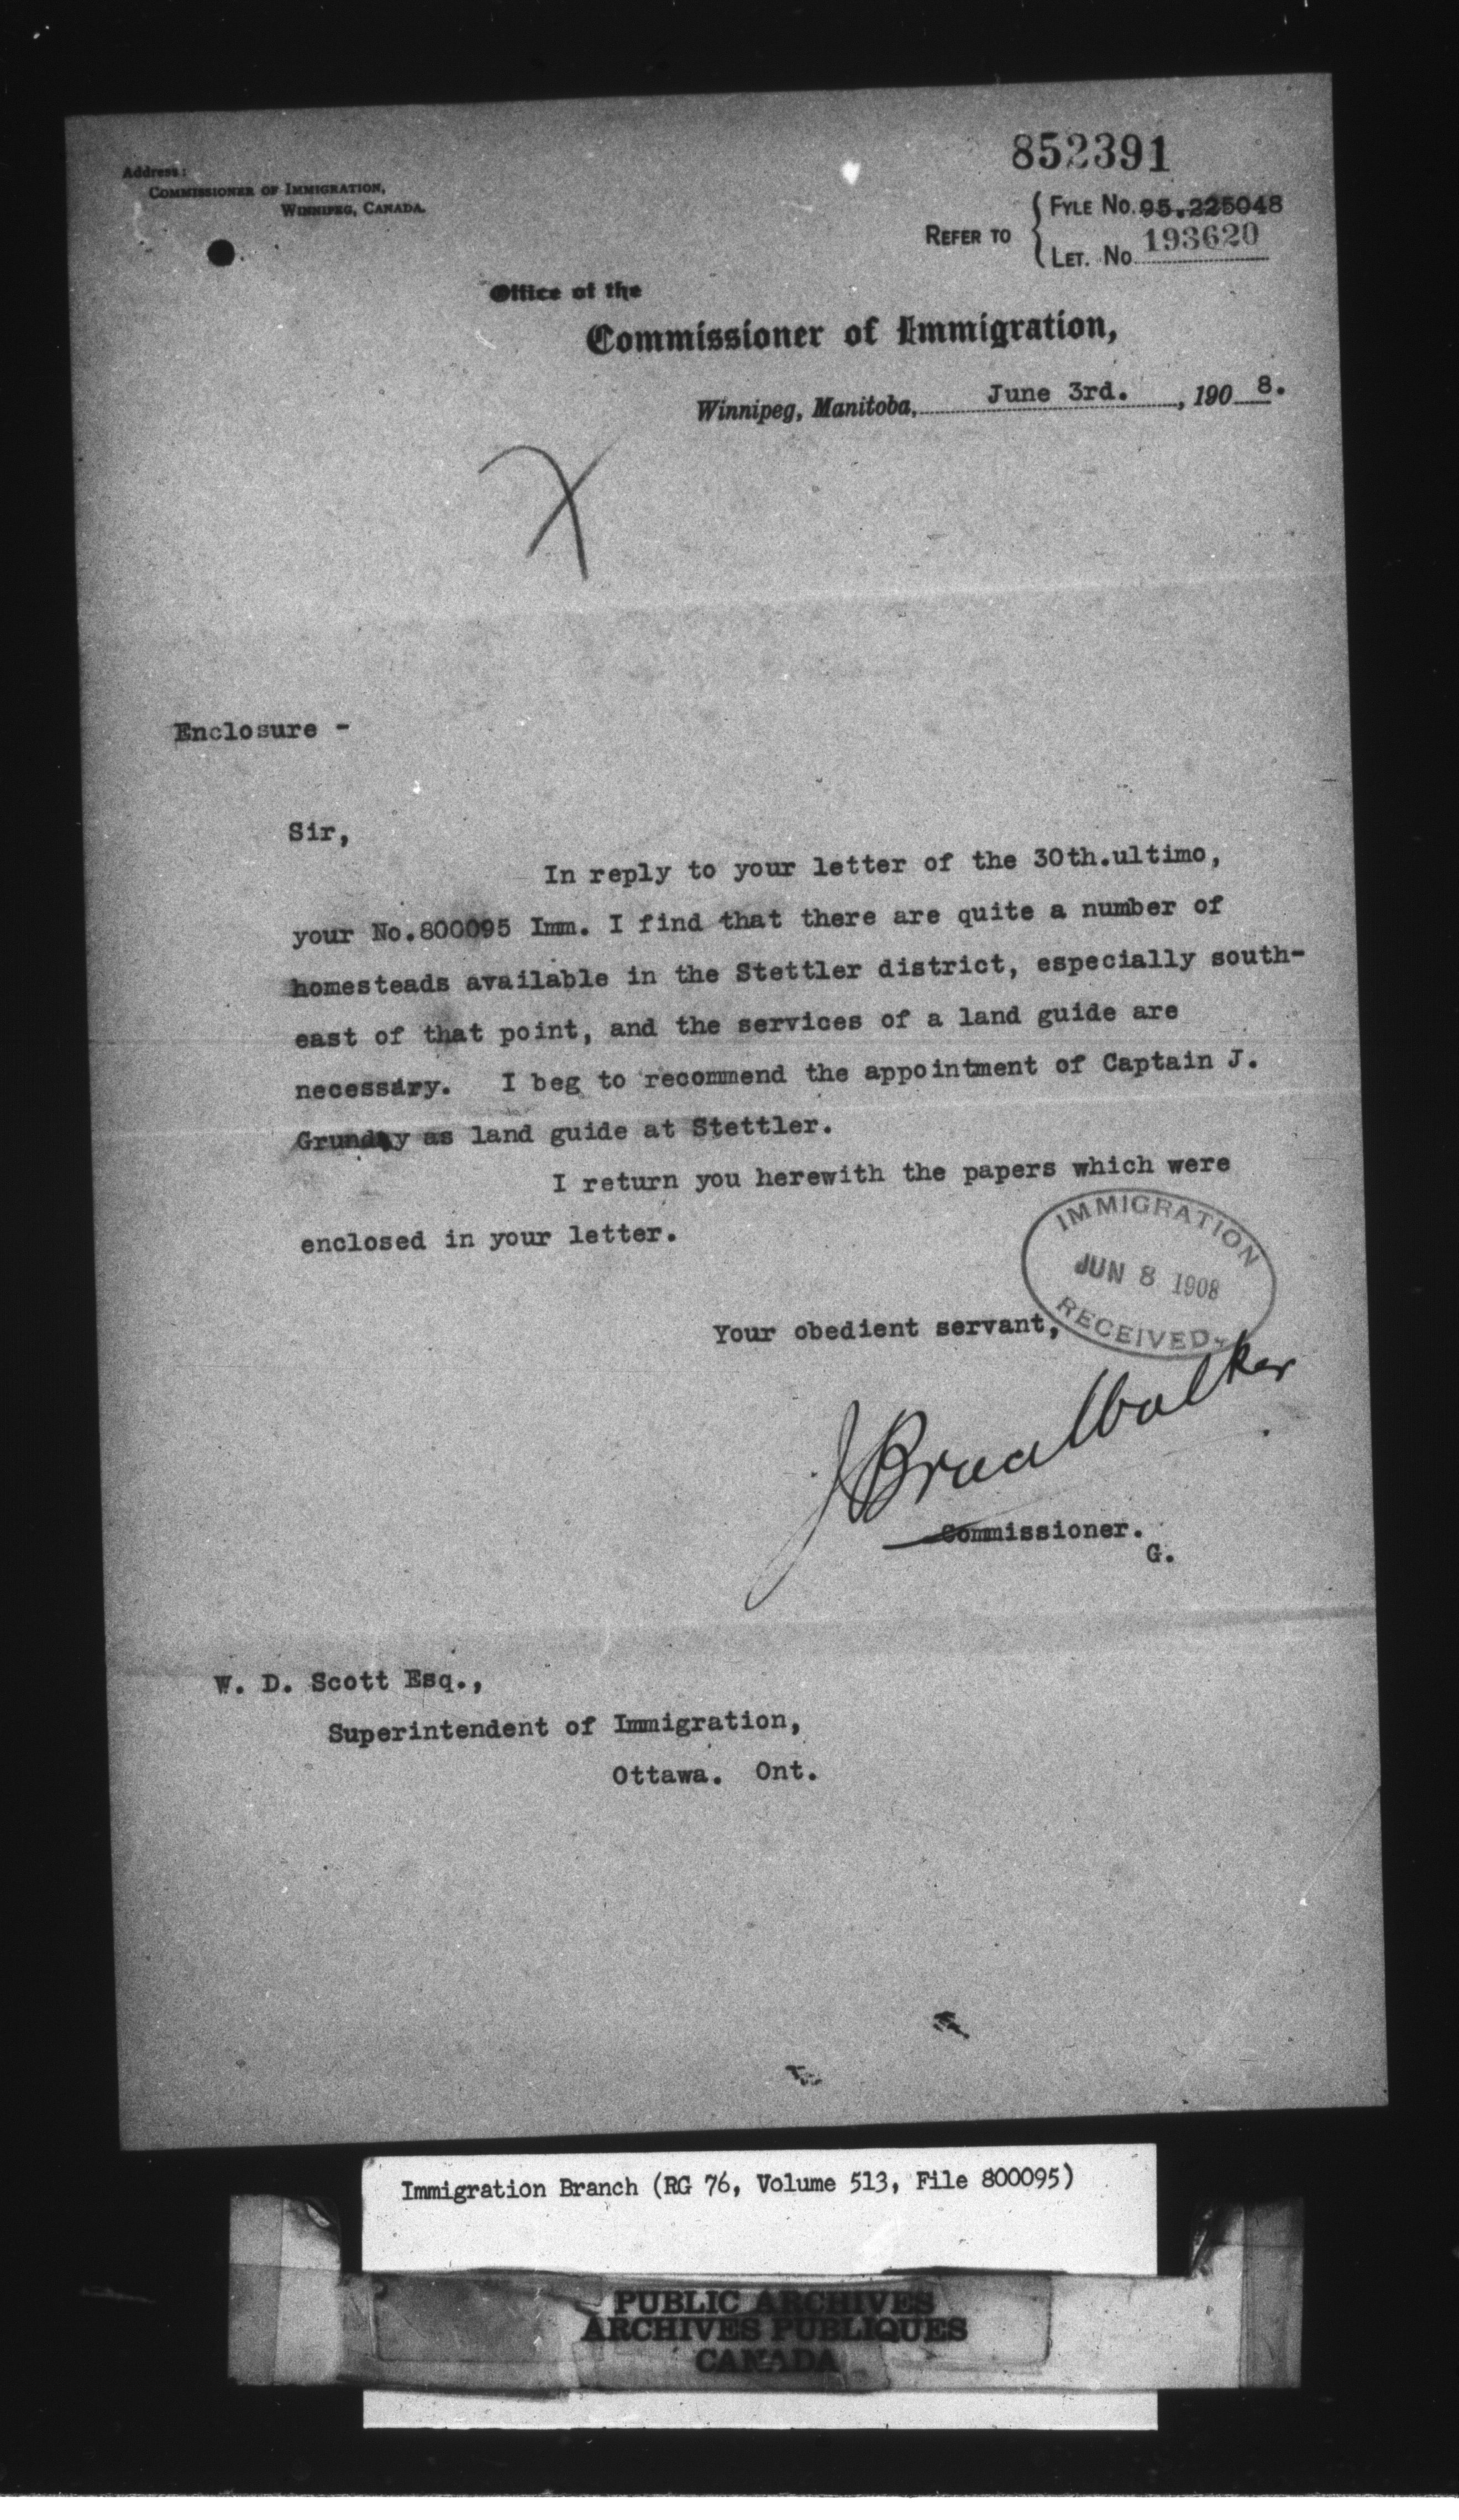 852391
Address:
COMMISSIONER OF IMMIGRATION,
WINNIPEG, CANADA.
REFER TO
FYLE NO. 95.225048
LET. NO 193620
Office of the
Commissioner of Immigration,
Winnipeg, Manitoba, June 3rd. , 190 8.
X
Enclosure -
Sir,
In reply to your letter of the 30th.ultimo,
your No.800095 Imm. I find that there are quite a number of
homesteads available in the Stettler district, especially south-
east of that point, and the services of a land guide are
necessary. I beg to recommend the appointment of Captain J.
Grundy as land guide at Stettler.
I return you herewith the papers which were
enclosed in your letter.
IMMIGRATION
JUN 8 1908
RECEIVED
Your obedient servant,
J Bruce Walker
Commissioner.
G.
W. D. Scott Esq.,
Superintendent of Immigration,
Ottawa. Ont.
Immigration Branch (RG 76, Volume 513, File 800095)
PUBLIC ARCHIVES
ARCHIVES PUBLIQUES
CANADA